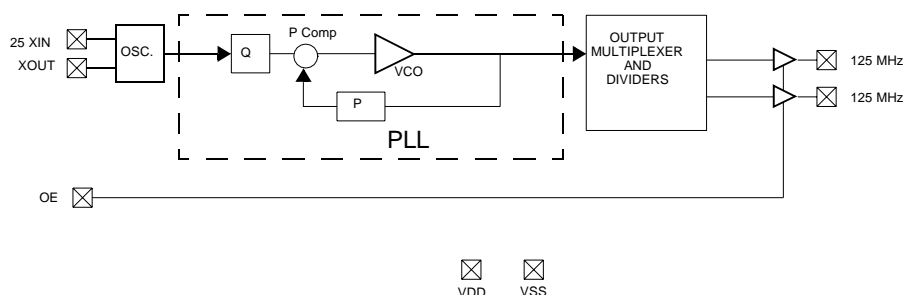 25 XIN
XOUT
OSC.
Q
P Comp
VCO
P
PLL
OUTPUT
MULTIPLEXER
AND
DIVIDERS
125 MHz
125 MHz
OE
VDD
VSS